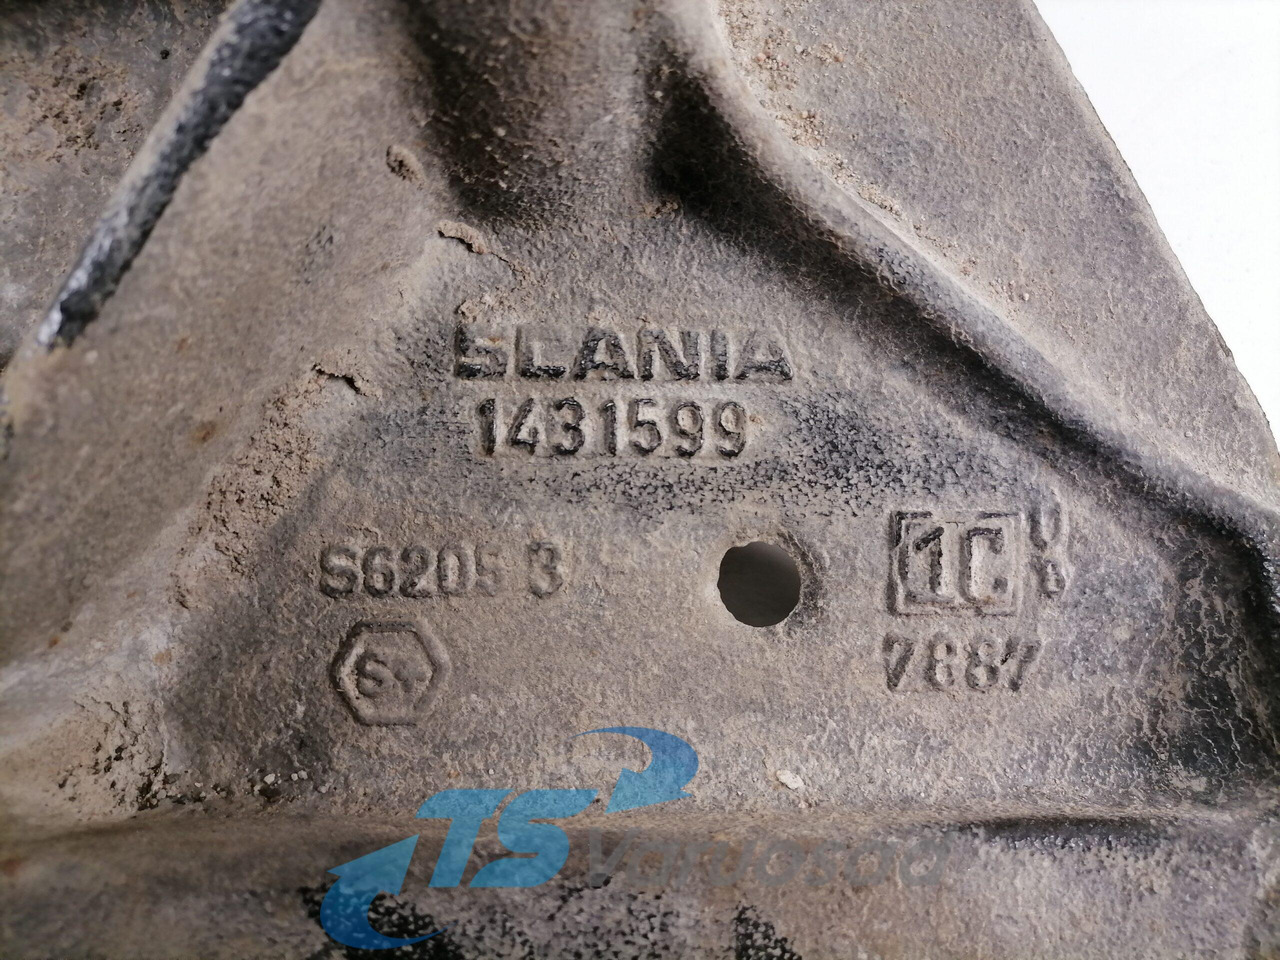 SCANIA
1431599
S6205 3
1C
7887
TS Varuosad